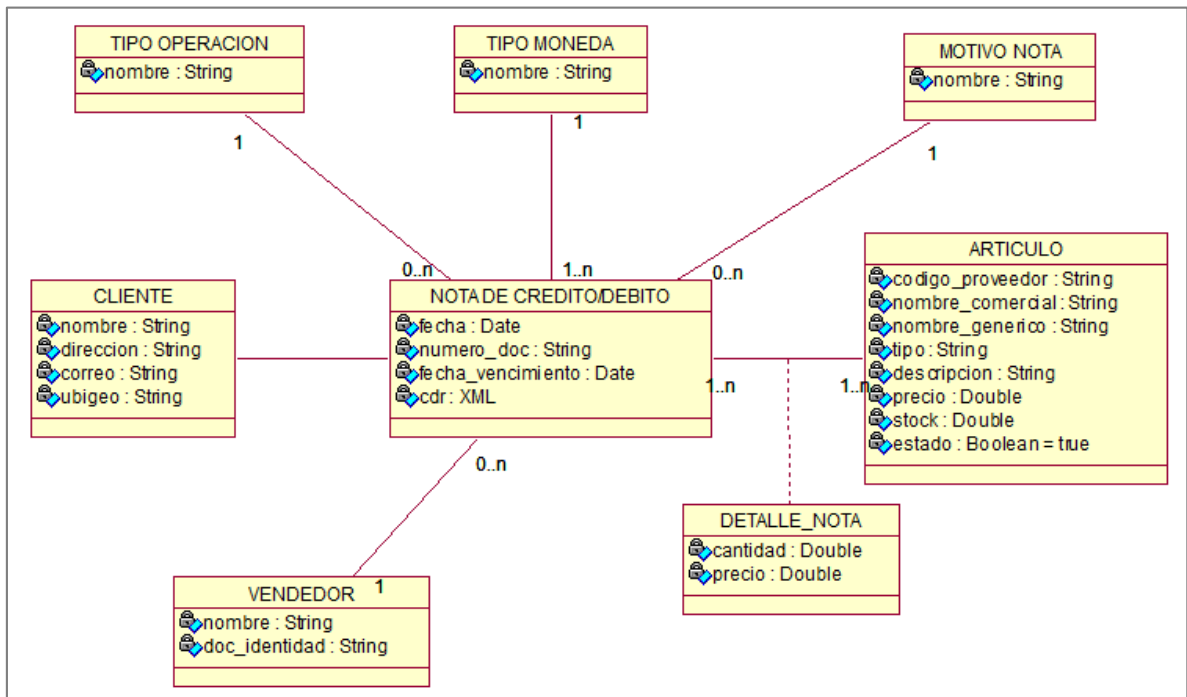 TIPO OPERACION
nombre : String
1
TIPO MONEDA
nombre : String
1
MOTIVO NOTA
nombre : String
1
0..n
1..n
0..n
CLIENTE
nombre : String
direccion : String
correo : String
ubigeo : String
NOTA DE CREDITO/DEBITO
fecha : Date
numero_doc : String
fecha_vencimiento : Date
cdr : XML
1..n
1..n
0..n
ARTICULO
codigo_proveedor : String
nombre_comercial : String
nombre_generico : String
tipo : String
descripcion : String
precio : Double
stock : Double
estado : Boolean = true
DETALLE_NOTA
cantidad : Double
precio : Double
VENDEDOR
1
nombre : String
doc_identidad : String